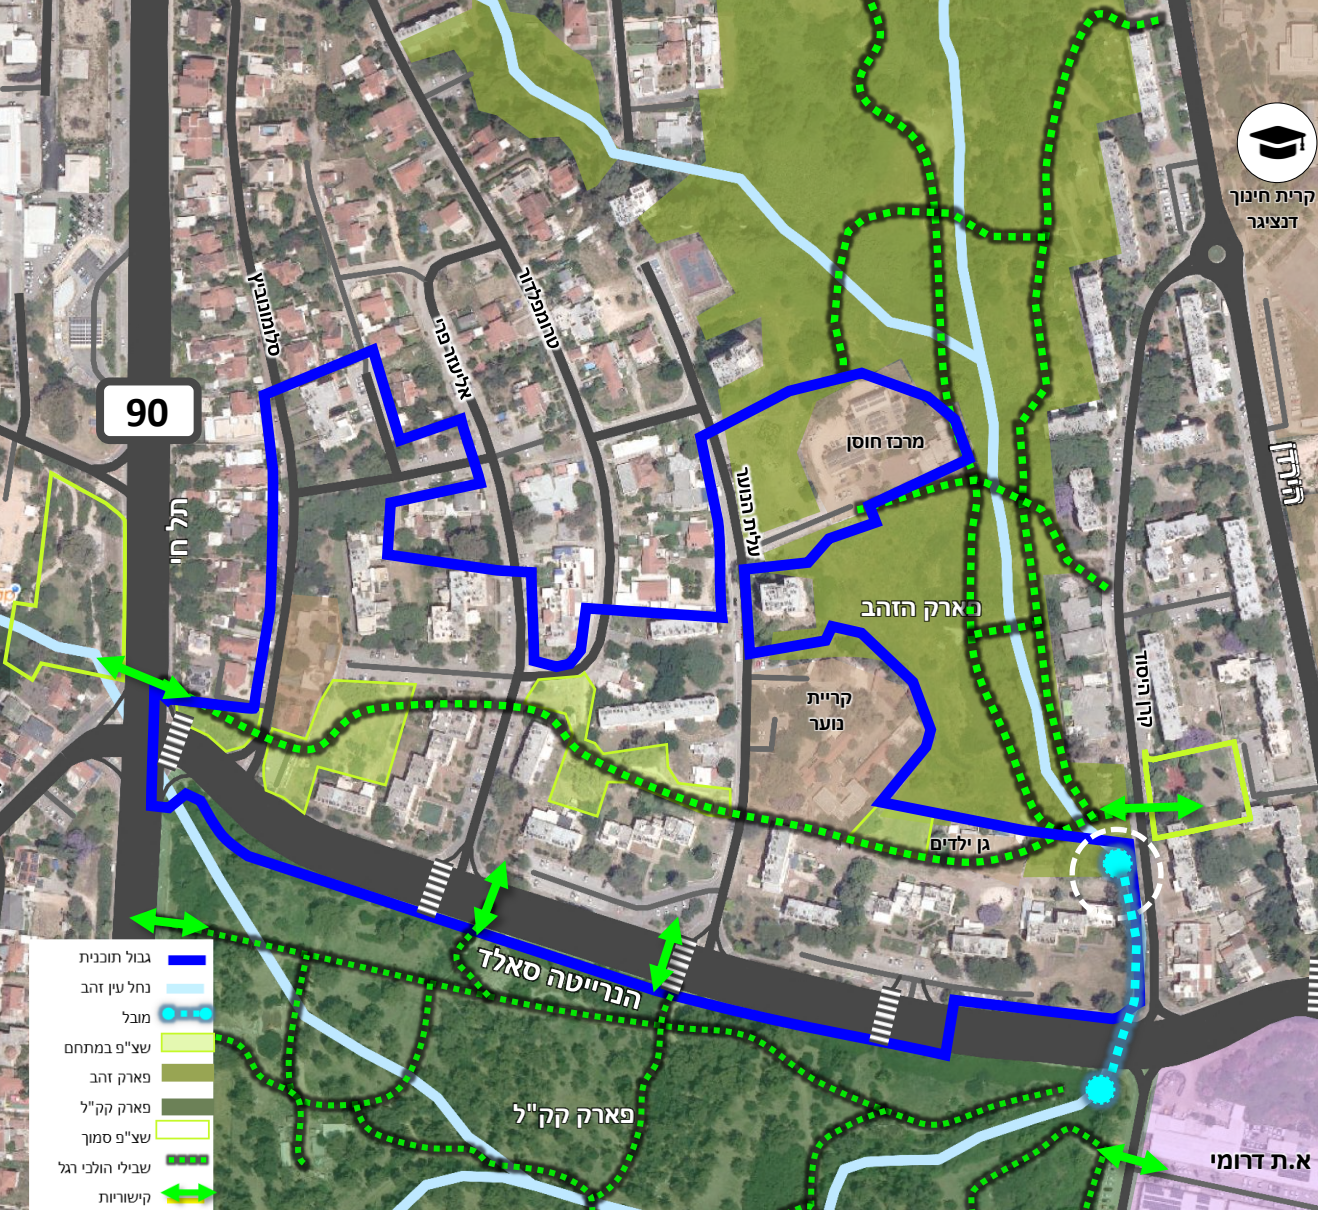 קרית חינוך
דנציגר
סלומונוביץ
אליעזר פרי
טרומפלדור
90
תל חי
מרכז חוסן
עלית הנוער
הירדן
פארק הזהב
קריית
נוער
קרן היסוד
גן ילדים
הנרייטה סאלד
פארק קק"ל
א.ת דרומי
גבול תוכנית
נחל עין זהב
מובל
שצ"פ במתחם
פארק זהב
פארק קק"ל
שצ"פ סמוך
שבילי הולכי רגל
קישוריות